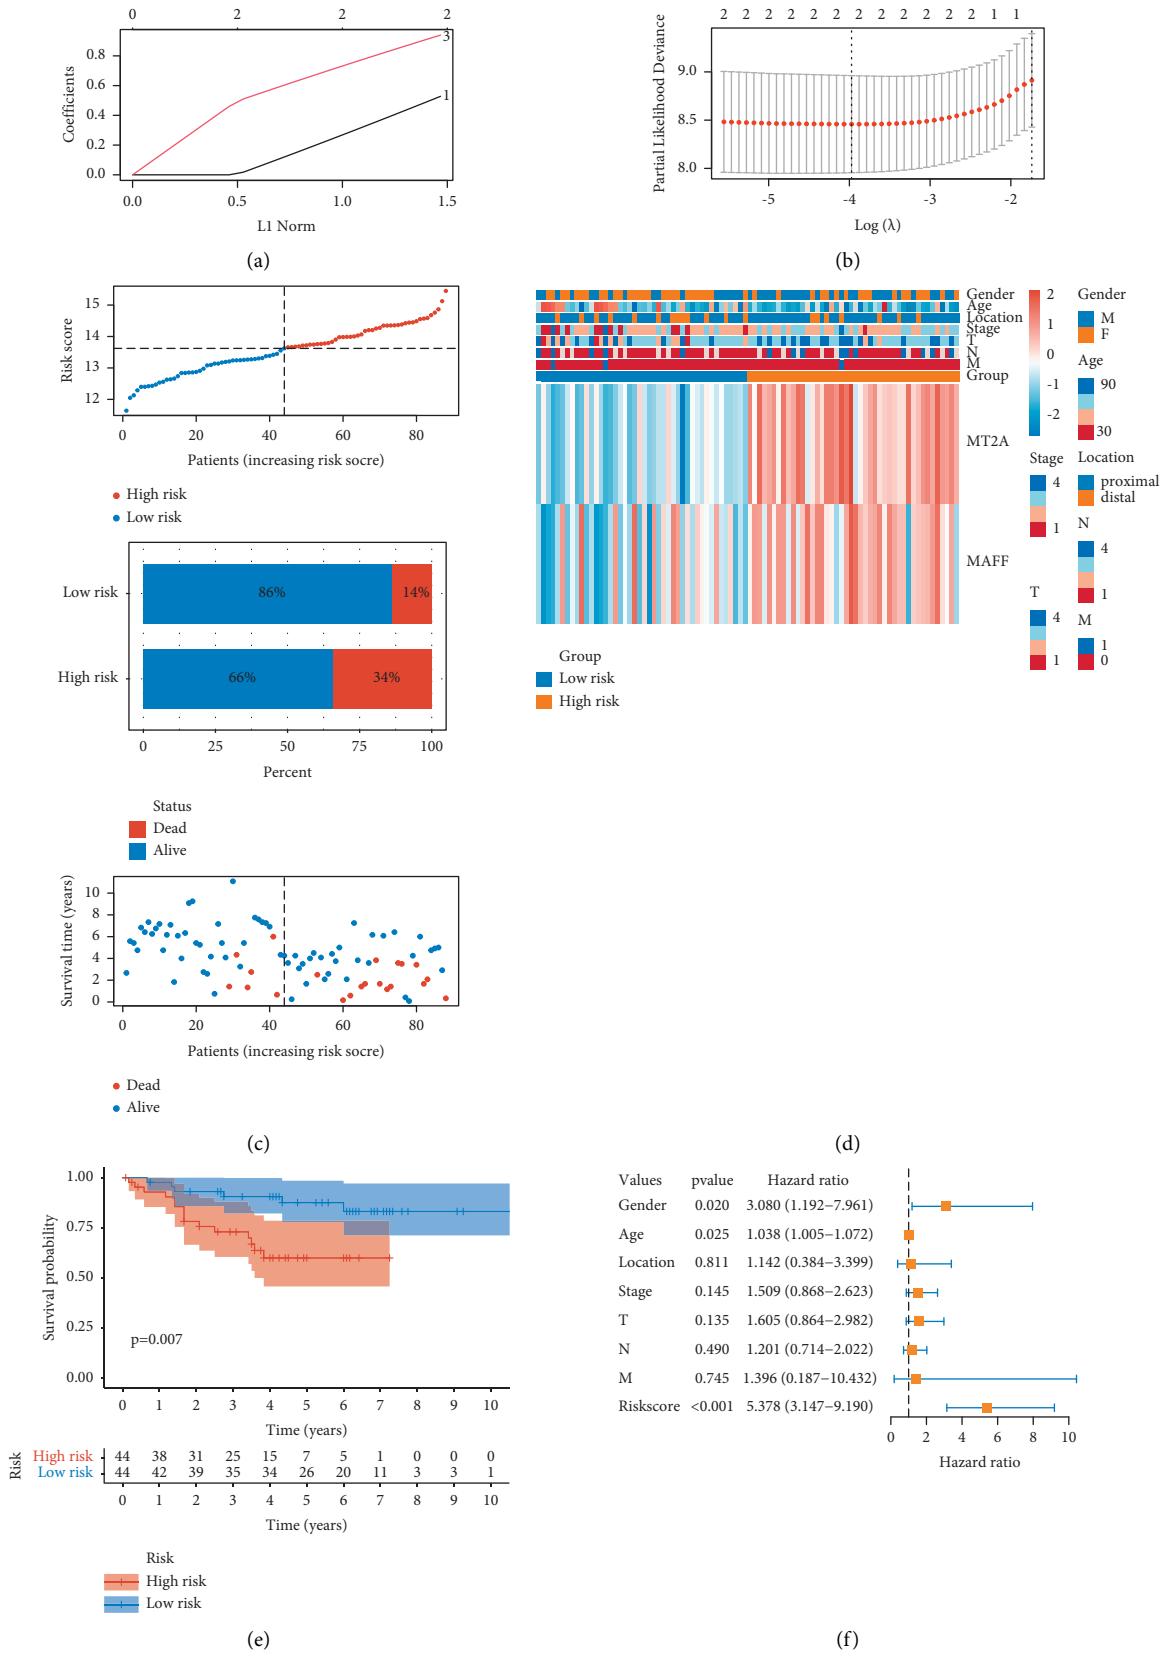 0 2 2 2
3
1
Coefficients
0.8
0.6
0.4
0.2
0.0
0.0 0.5 1.0 1.5
L1 Norm
(a)
2 2 2 2 2 2 2 2 2 2 2 2 1 1
Partial Likelihood Deviance
9.0
8.5
8.0
-5 -4 -3 -2
Log (λ)
(b)
Risk score
15
14
13
12
0 20 40 60 80
Patients (increasing risk socre)
High risk
Low risk
Low risk 86% 14%
High risk 66% 34%
0 25 50 75 100
Percent
Status
Dead
Alive
Survival time (years)
10
8
6
4
2
0
0 20 40 60 80
Patients (increasing risk socre)
Dead
Alive
(c)
Gender
Age
Location
Stage
T
N
M
Group
MT2A
MAFF
Group
Low risk
High risk
2
1
0
-1
-2
Gender
M
F
Age
90
30
Stage
4
1
Location
proximal
distal
N
4
1
T
4
1
M
1
0
(d)
Survival probability
1.00
0.75
0.50
0.25
0.00
p=0.007
0 1 2 3 4 5 6 7 8 9 10
Time (years)
Risk
High risk 44 38 31 25 15 7 5 1 0 0 0
Low risk 44 42 39 35 34 26 20 11 3 3 1
0 1 2 3 4 5 6 7 8 9 10
Time (years)
Risk
High risk
Low risk
(e)
Values pvalue Hazard ratio
Gender 0.020 3.080 (1.192−7.961)
Age 0.025 1.038 (1.005−1.072)
Location 0.811 1.142 (0.384−3.399)
Stage 0.145 1.509 (0.868−2.623)
T 0.135 1.605 (0.864−2.982)
N 0.490 1.201 (0.714−2.022)
M 0.745 1.396 (0.187−10.432)
Riskscore <0.001 5.378 (3.147−9.190)
0 2 4 6 8 10
Hazard ratio
(f)